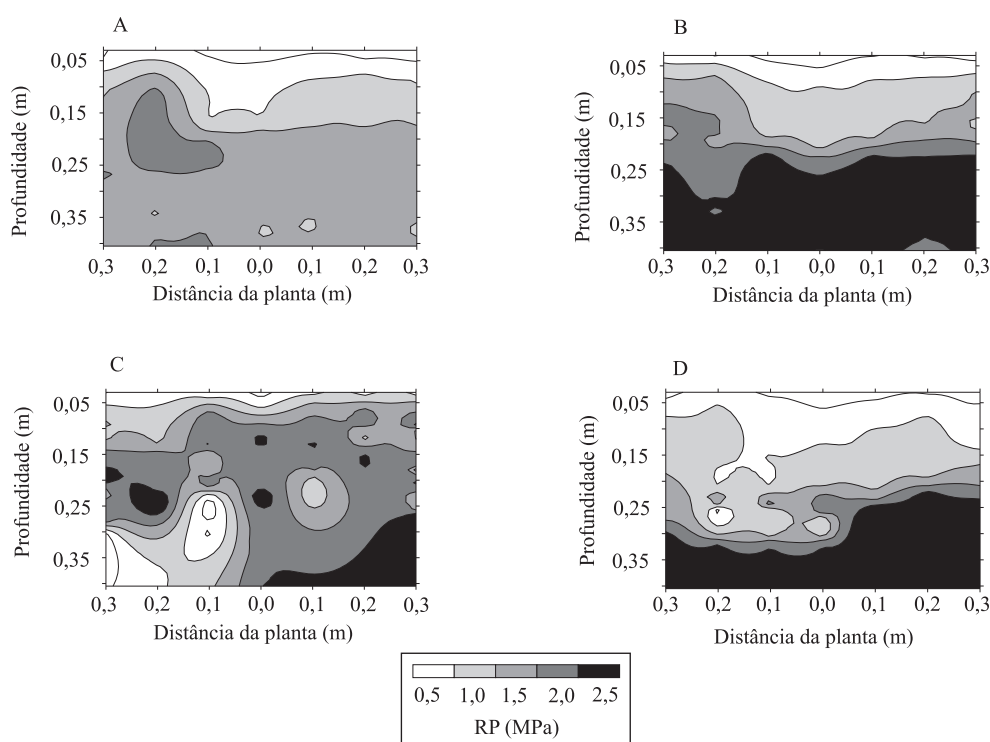 A
0,05
0,15
0,25
0,35
Profundidade (m)
0,3 0,2 0,1 0,0 0,1 0,2 0,3
Distância da planta (m)
B
0,05
0,15
0,25
0,35
Profundidade (m)
0,3 0,2 0,1 0,0 0,1 0,2 0,3
Distância da planta (m)
C
0,05
0,15
0,25
0,35
Profundidade (m)
0,3 0,2 0,1 0,0 0,1 0,2 0,3
Distância da planta (m)
D
0,05
0,15
0,25
0,35
Profundidade (m)
0,3 0,2 0,1 0,0 0,1 0,2 0,3
Distância da planta (m)
0,5 1,0 1,5 2,0 2,5
RP (MPa)